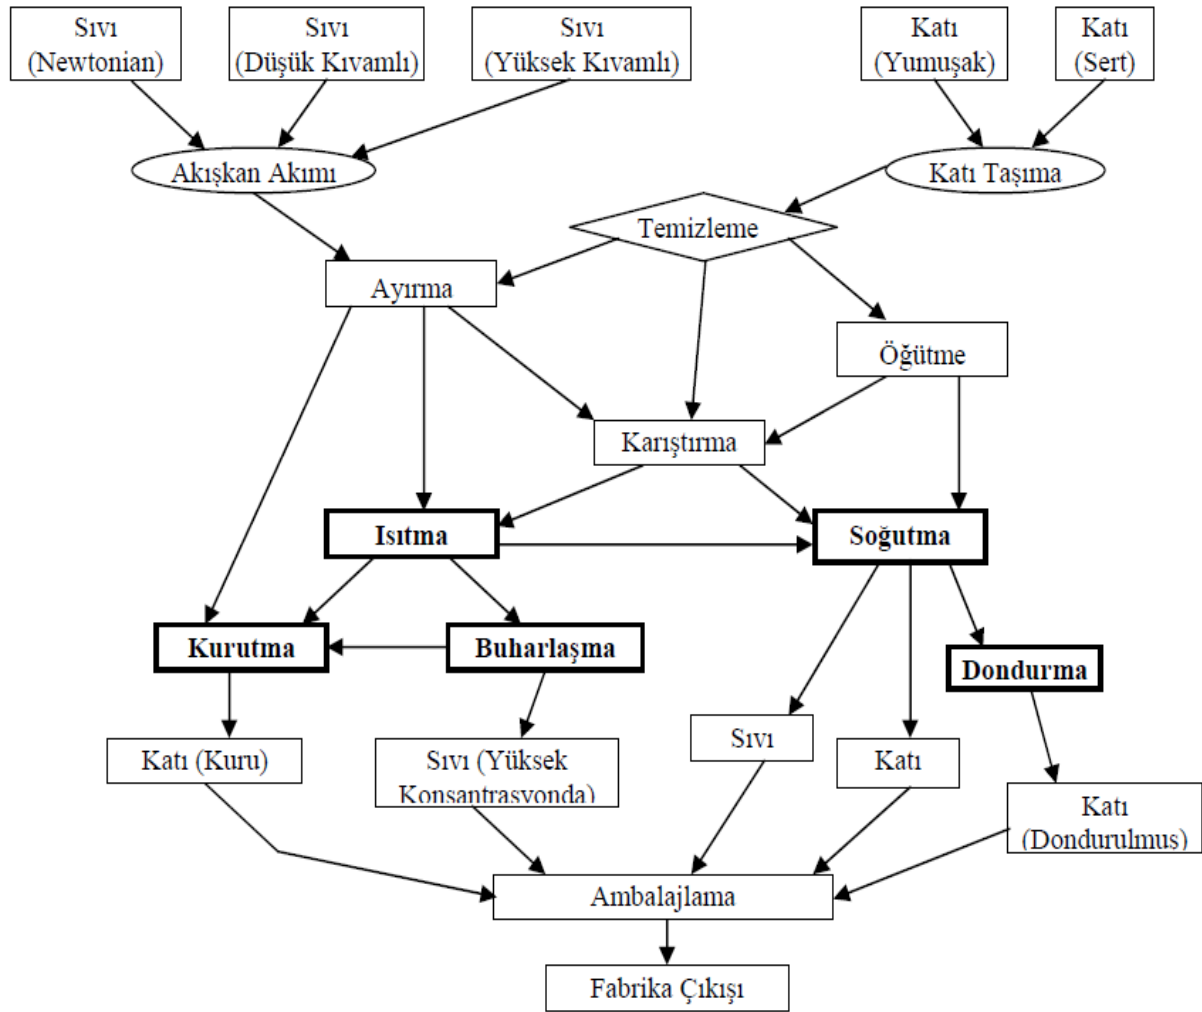 Sıvı
(Newtonian)
Sıvı
(Düşük Kıvamlı)
Sıvı
(Yüksek Kıvamlı)
Katı
(Yumuşak)
Katı
(Sert)
Akışkan Akımı
Katı Taşıma
Temizleme
Ayırma
Öğütme
Karıştırma
Isıtma
Soğutma
Kurutma
Buharlaşma
Dondurma
Sıvı
Katı (Kuru)
Sıvı (Yüksek
Konsantrasyonda)
Katı
Katı
(Dondurulmus)
Ambalajlama
Fabrika Çıkışı